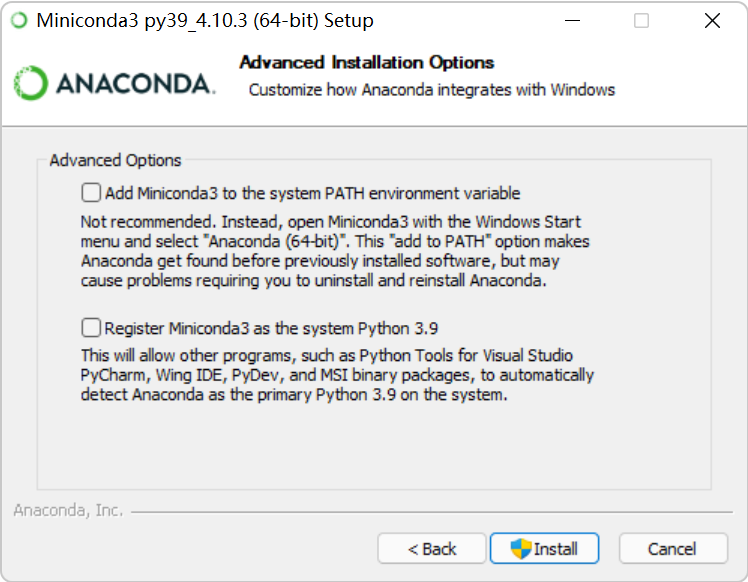 Miniconda3 py39_4.10.3 (64-bit) Setup
ANACONDA.
Advanced Installation Options
Customize how Anaconda integrates with Windows
Advanced Options
Add Miniconda3 to the system PATH environment variable
Not recommended. Instead, open Miniconda3 with the Windows Start
menu and select "Anaconda (64-bit)". This "add to PATH" option makes
Anaconda get found before previously installed software, but may
cause problems requiring you to uninstall and reinstall Anaconda.
Register Miniconda3 as the system Python 3.9
This will allow other programs, such as Python Tools for Visual Studio
PyCharm, Wing IDE, PyDev, and MSI binary packages, to automatically
detect Anaconda as the primary Python 3.9 on the system.
Anaconda, Inc.
< Back
Install
Cancel